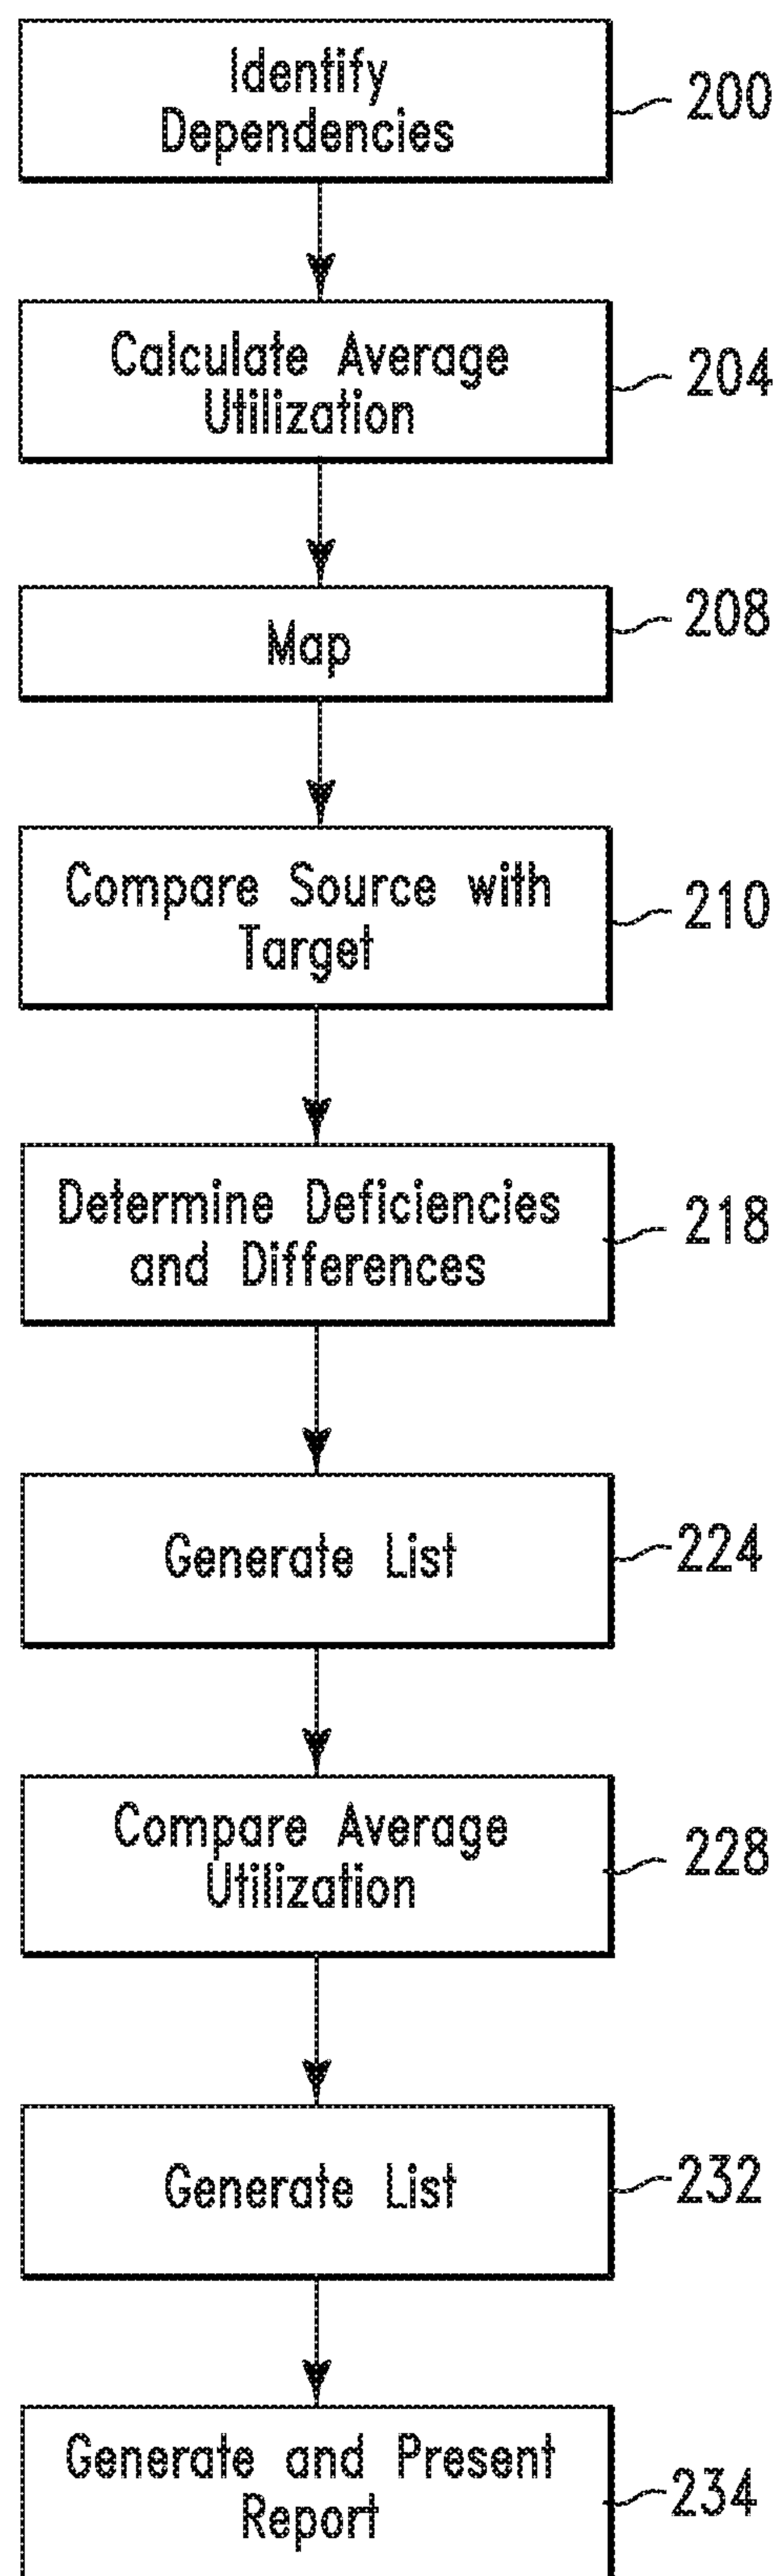 Identify
Dependencies
200
Calculate Average
Utilization
204
Map
208
Compare Source with
Target
210
Determine Deficiencies
and Differences
218
Generate List
224
Compare Average
Utilization
228
Generate List
232
Generate and Present
Report
234